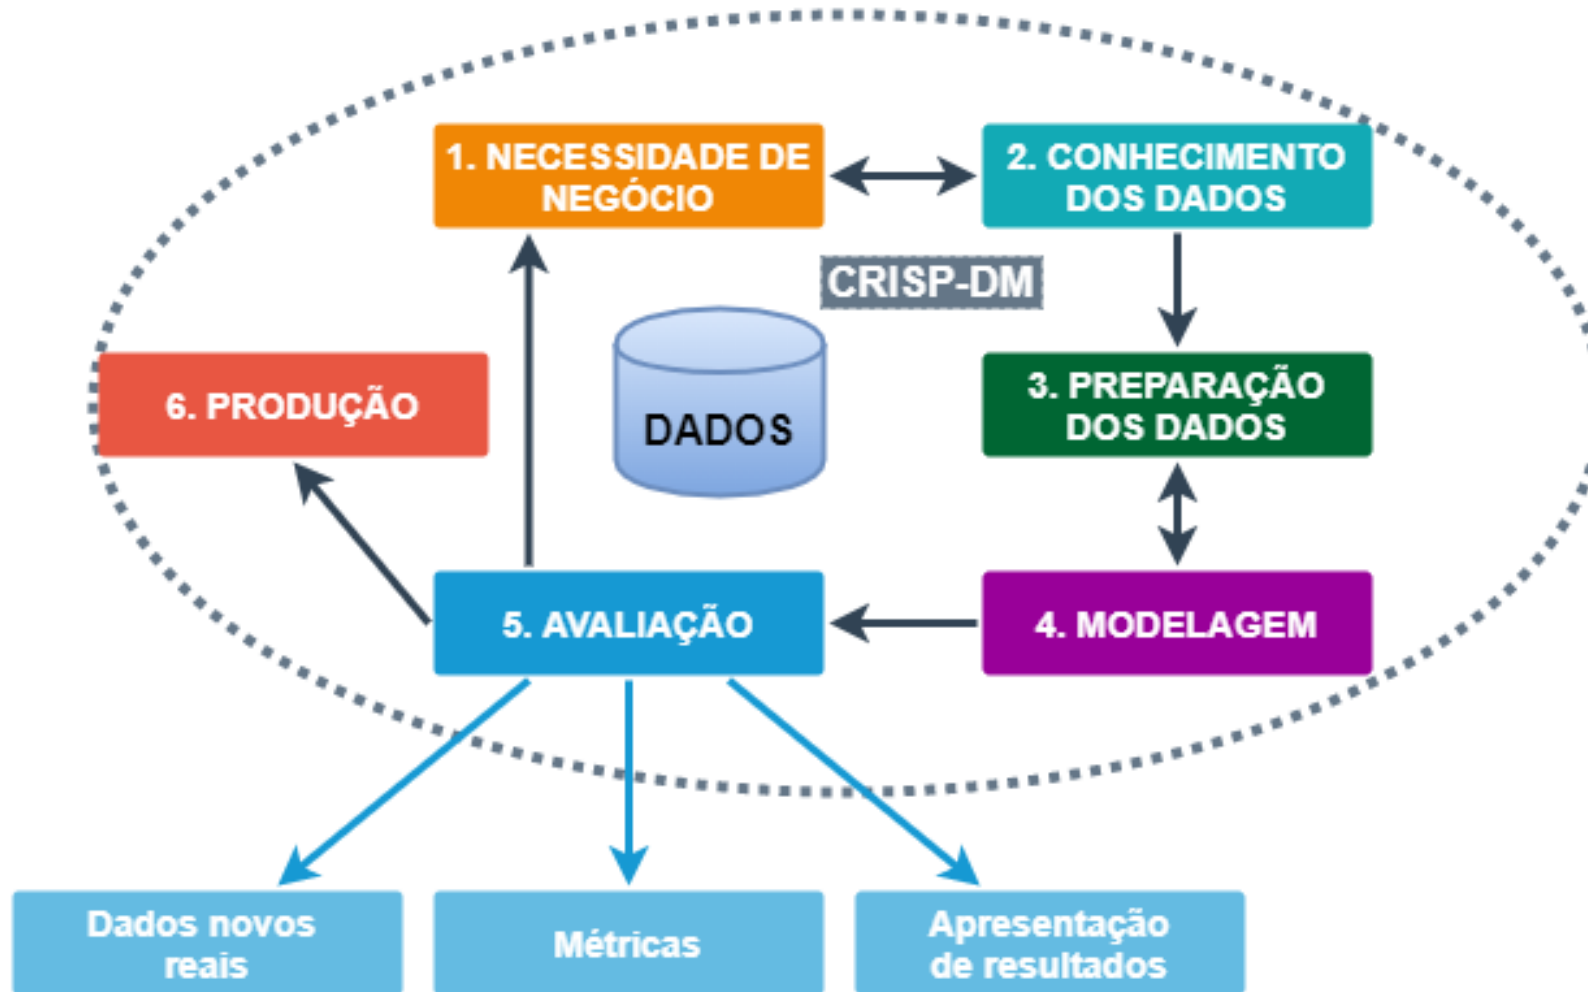 1. NECESSIDADE DE
NEGÓCIO
2. CONHECIMENTO
DOS DADOS
CRISP-DM
6. PRODUÇÃO
DADOS
3. PREPARAÇÃO
DOS DADOS
5. AVALIAÇÃO
4. MODELAGEM
Dados novos
reais
Métricas
Apresentação
de resultados